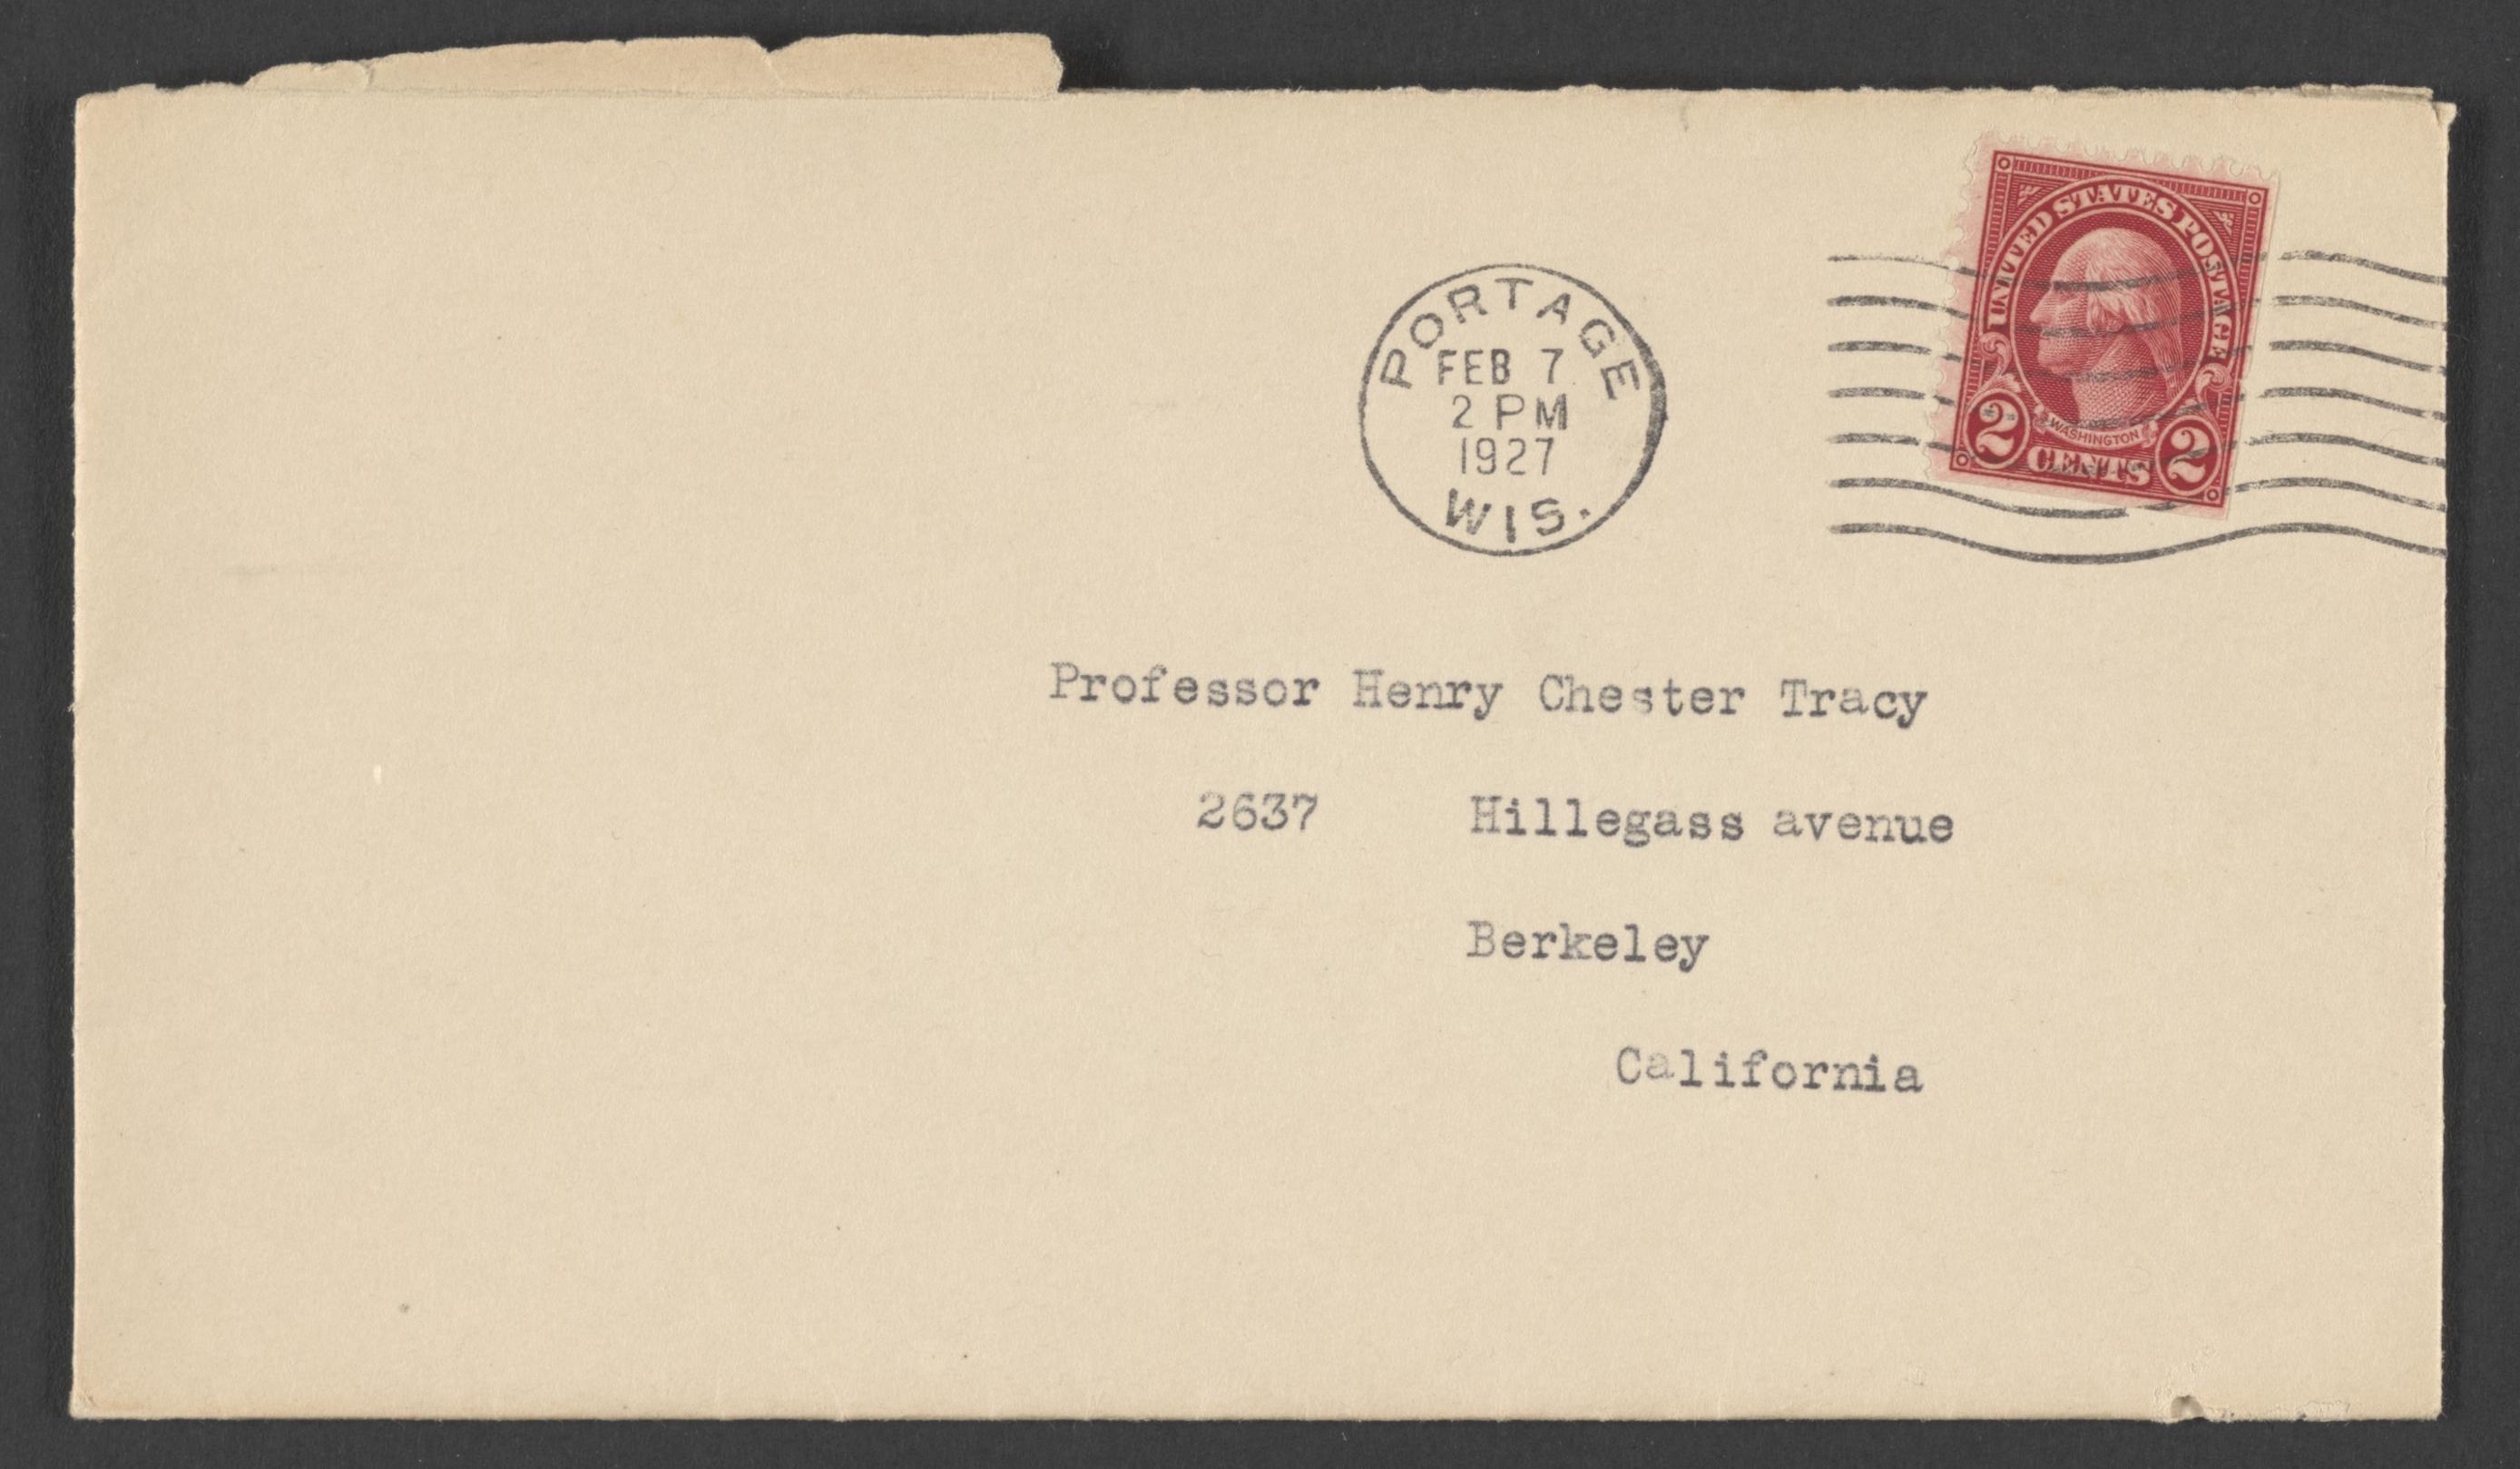 UNITED STATES POSTAGE
WASHINGTON
2 CENTS 2
PORTAGE
FEB 7
2 PM
1927
WIS.
Professor Henry Chester Tracy
2637 Hillegass avenue
Berkeley
California